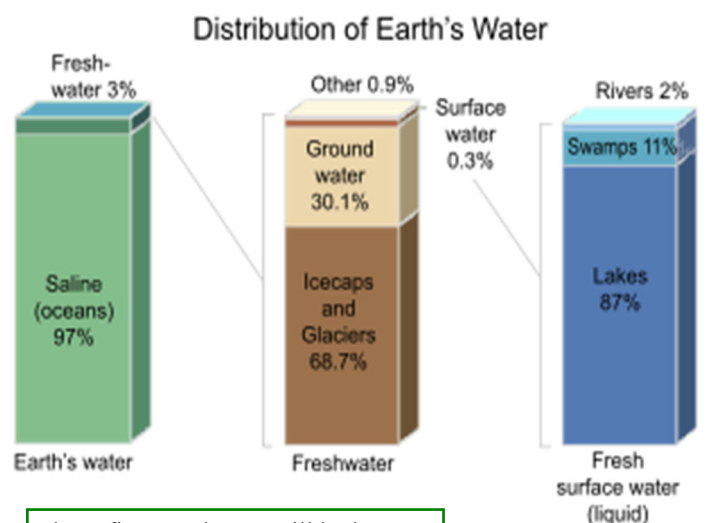 Distribution of Earth's Water
Fresh-
water 3%
Saline
(oceans)
97%
Earth's water
Other 0.9%
Surface
water
0.3%
Ground
water
30.1%
Icecaps
and
Glaciers
68.7%
Freshwater
Rivers 2%
Swamps 11%
Lakes
87%
Fresh
surface water
(liquid)